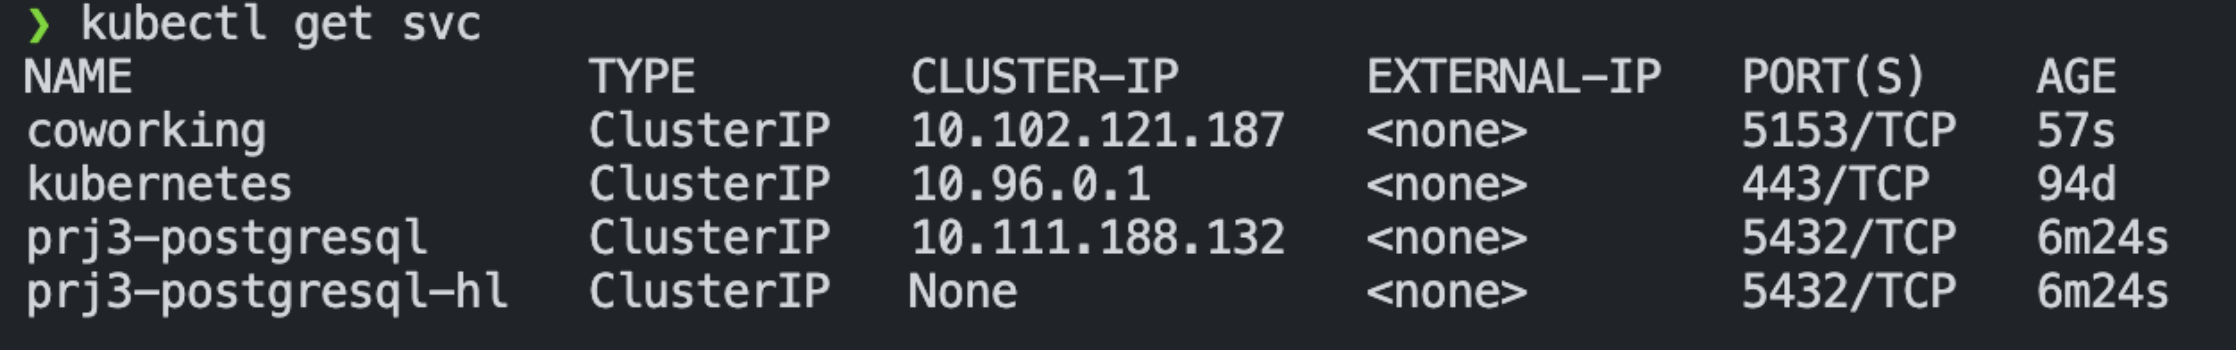 ❯ kubectl get svc
NAME TYPE CLUSTER-IP EXTERNAL-IP PORT(S) AGE
coworking ClusterIP 10.102.121.187 <none> 5153/TCP 57s
kubernetes ClusterIP 10.96.0.1 <none> 443/TCP 94d
prj3-postgresql ClusterIP 10.111.188.132 <none> 5432/TCP 6m24s
prj3-postgresql-hl ClusterIP None <none> 5432/TCP 6m24s